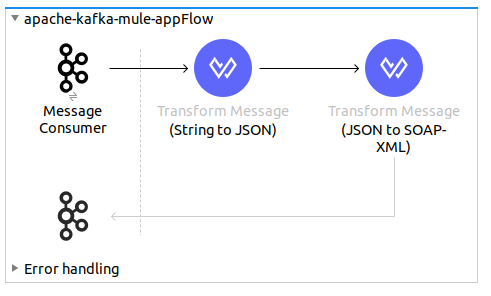 apache-kafka-mule-appFlow
Message
Consumer
Transform Message
(String to JSON)
Transform Message
(JSON to SOAP-
XML)
Error handling